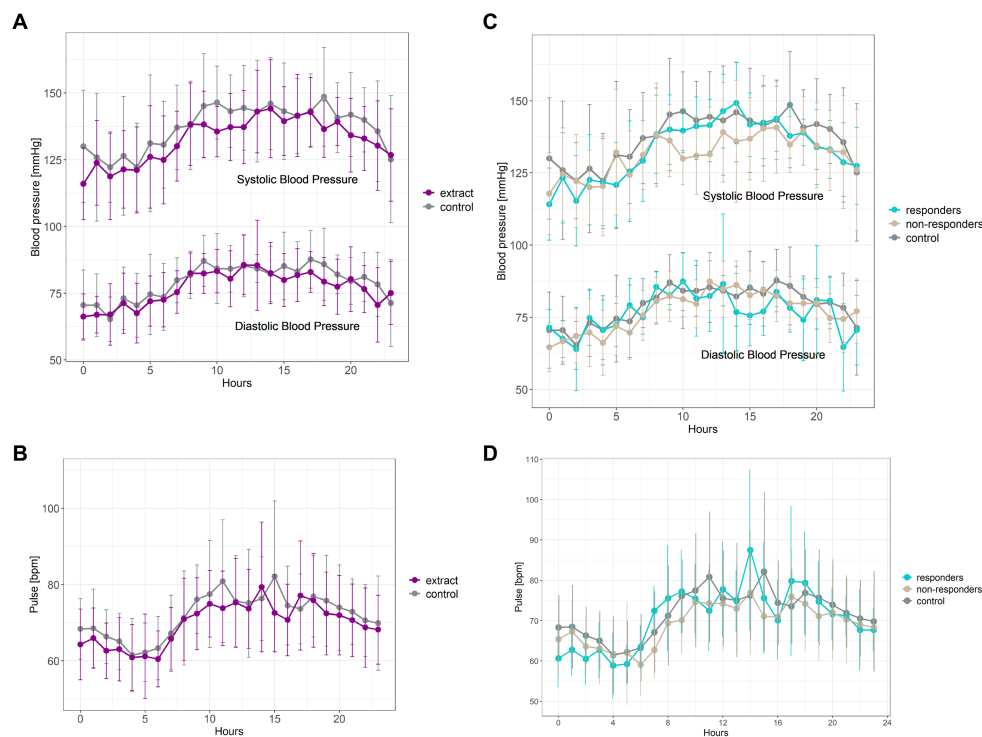 A
Blood pressure [mmHg]
150
125
100
75
50
Systolic Blood Pressure
Diastolic Blood Pressure
0
5
10
15
20
Hours
extract
control
C
Blood pressure [mmHg]
150
125
100
75
50
Systolic Blood Pressure
Diastolic Blood Pressure
0
5
10
15
20
Hours
responders
non-responders
control
B
Pulse [bpm]
100
80
60
0
5
10
15
20
Hours
extract
control
D
Pulse [bpm]
110
100
90
80
70
60
50
0
4
8
12
16
20
24
Hours
responders
non-responders
control